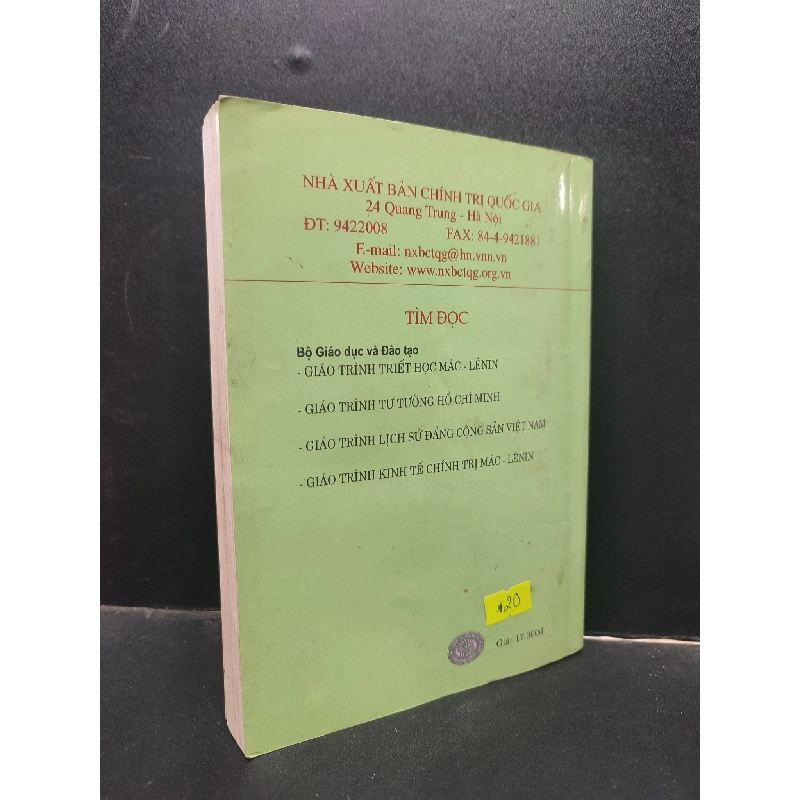 NHÀ XUẤT BẢN CHÍNH TRỊ QUỐC GIA
24 Quang Trung - Hà Nội
ĐT: 9422008 FAX: 84-4-9421881
E-mail: nxbctqg@hn.vnn.vn
Website: www.nxbctqg.org.vn
TÌM ĐỌC
Bộ Giáo dục và Đào tạo
- GIÁO TRÌNH TRIẾT HỌC MÁC - LÊNIN
- GIÁO TRÌNH TƯ TƯỞNG HỒ CHÍ MINH
- GIÁO TRÌNH LỊCH SỬ ĐẢNG CỘNG SẢN VIỆT NAM
- GIÁO TRÌNH KINH TẾ CHÍNH TRỊ MÁC - LÊNIN
120
Giá: